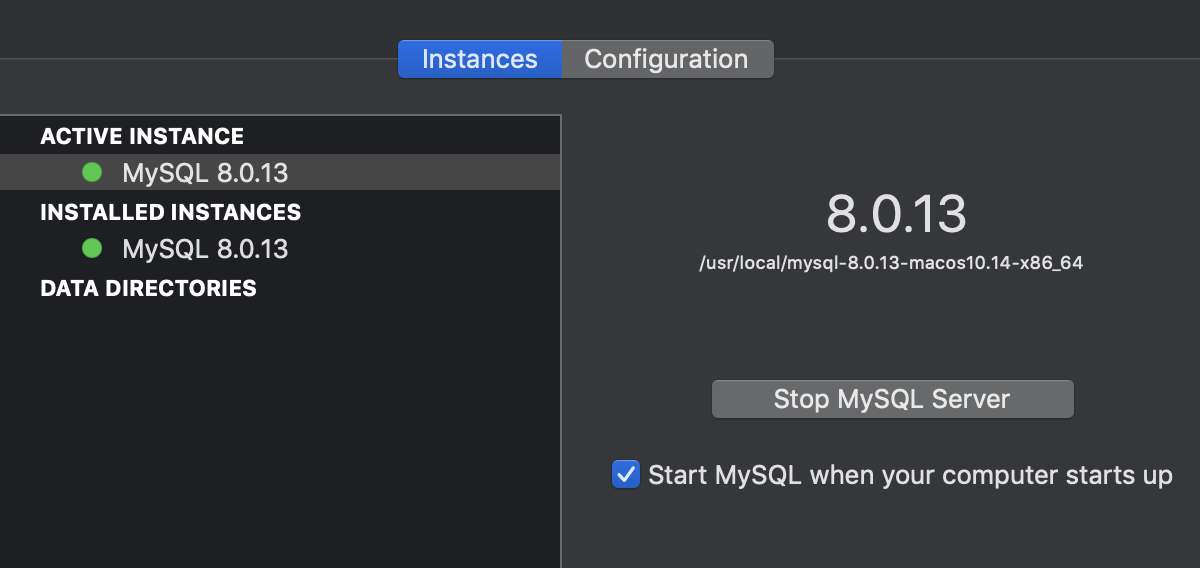 Instances
Configuration
ACTIVE INSTANCE
MySQL 8.0.13
INSTALLED INSTANCES
MySQL 8.0.13
DATA DIRECTORIES
8.0.13
/usr/local/mysql-8.0.13-macos10.14-x86_64
Stop MySQL Server
Start MySQL when your computer starts up